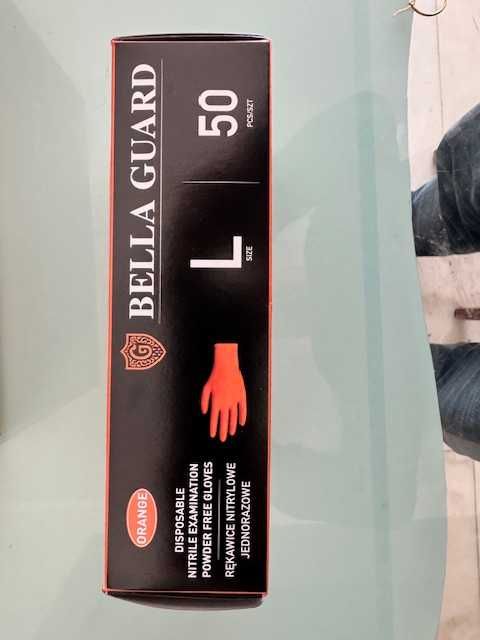 BELLA GUARD
G
ORANGE
DISPOSABLE
NITRILE EXAMINATION
POWDER FREE GLOVES
RĘKAWICE NITRYLOWE
JEDNORAZOWE
L
SIZE
50
PCS/SZT